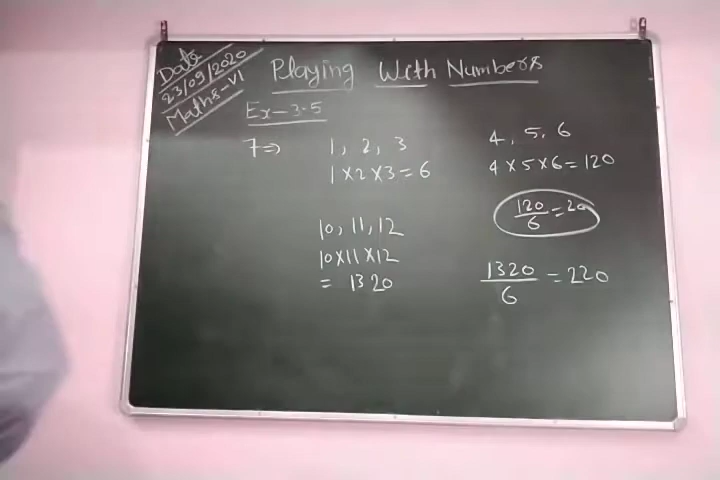 Date
23/09/2020
Maths-VI
Playing With Numbers
Ex-3.5
7⇒
1, 2, 3
1×2×3=6
4, 5, 6
4×5×6=120
120/6=20
10, 11, 12
10×11×12
= 1320
1320/6 = 220